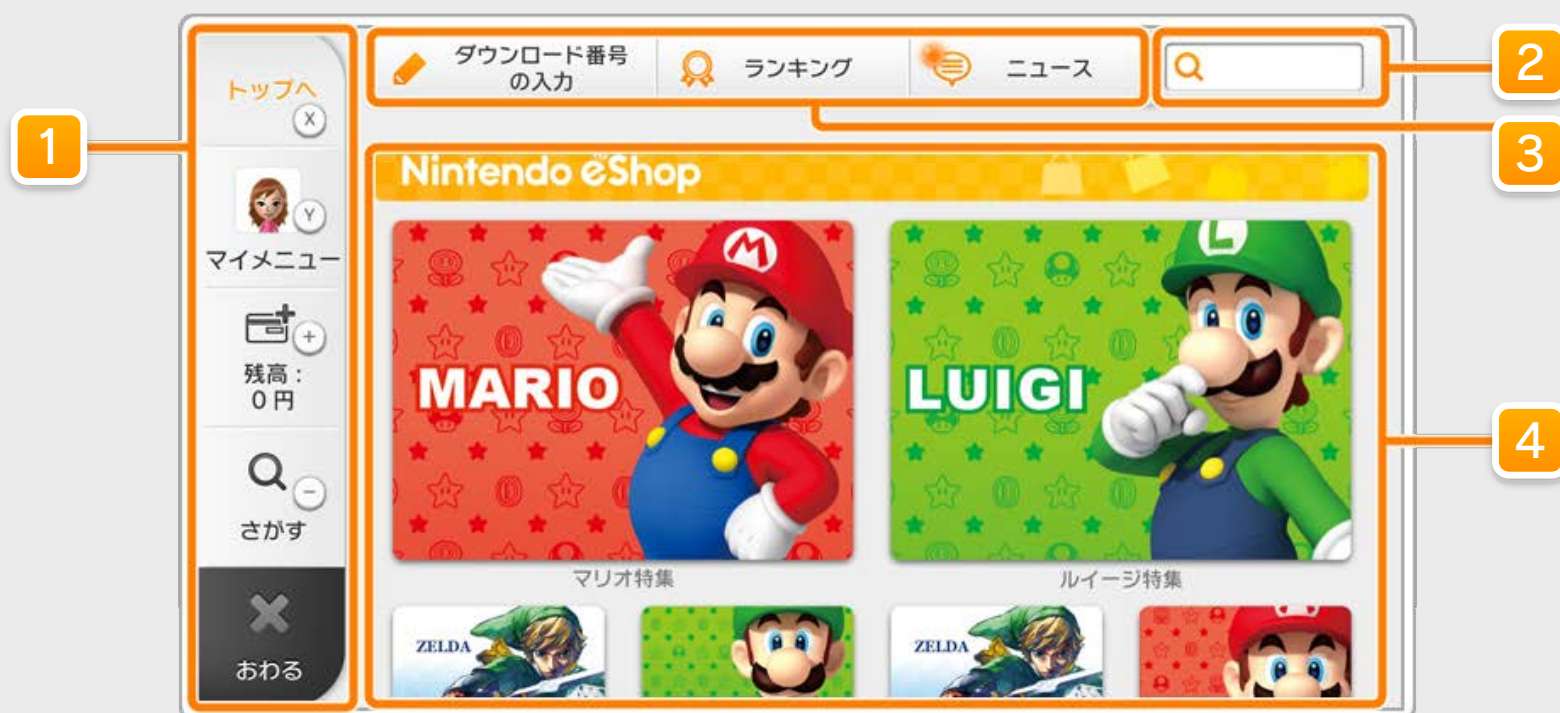 1
トップへ
X
Y
マイメニュー
+
残高:
0円
-
さがす
おわる
ダウンロード番号
の入力
ランキング
ニュース
2
3
Nintendo eShop
M
MARIO
マリオ特集
L
LUIGI
ルイージ特集
4
ZELDA
ZELDA